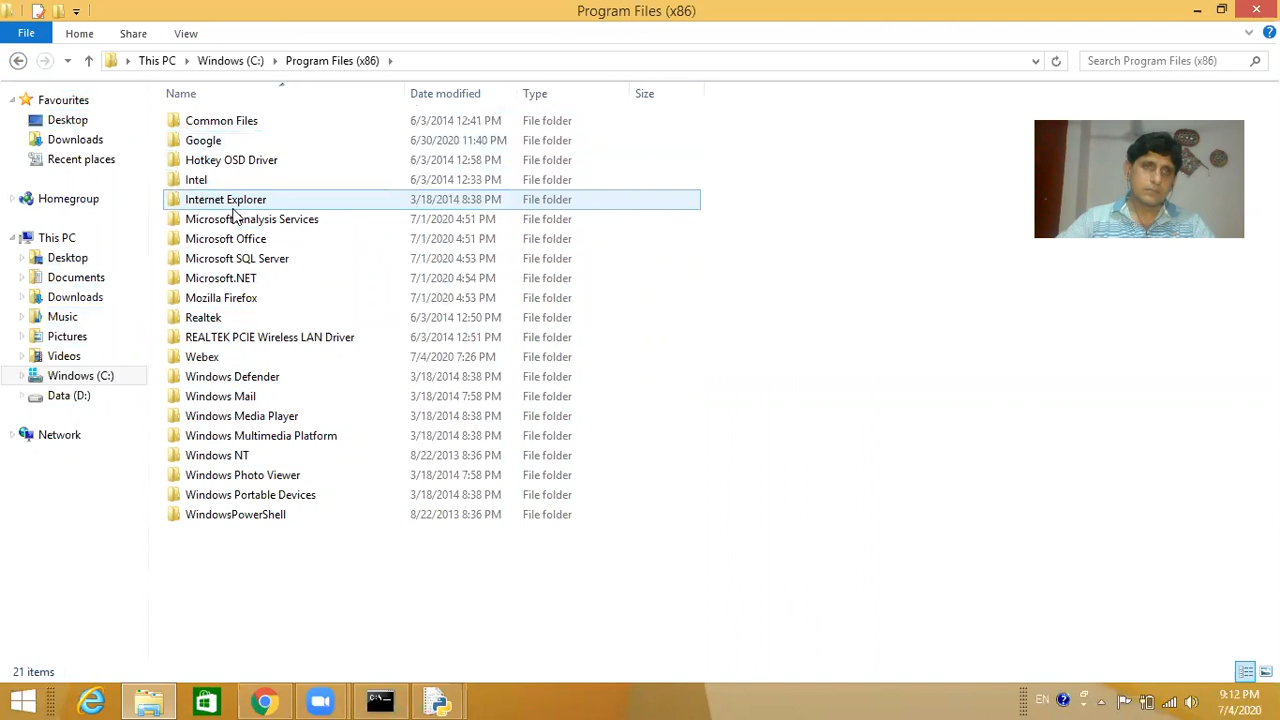 Program Files (x86)
File Home Share View
This PC Windows (C:) Program Files (x86) Search Program Files (x86)
Name Date modified Type Size
Favourites
Desktop
Downloads
Recent places
Homegroup
This PC
Desktop
Documents
Downloads
Music
Pictures
Videos
Windows (C:)
Data (D:)
Network
Common Files 6/3/2014 12:41 PM File folder
Google 6/30/2020 11:40 PM File folder
Hotkey OSD Driver 6/3/2014 12:58 PM File folder
Intel 6/3/2014 12:33 PM File folder
Internet Explorer 3/18/2014 8:38 PM File folder
Microsoft Analysis Services 7/1/2020 4:51 PM File folder
Microsoft Office 7/1/2020 4:51 PM File folder
Microsoft SQL Server 7/1/2020 4:53 PM File folder
Microsoft.NET 7/1/2020 4:54 PM File folder
Mozilla Firefox 7/1/2020 4:53 PM File folder
Realtek 6/3/2014 12:50 PM File folder
REALTEK PCIE Wireless LAN Driver 6/3/2014 12:51 PM File folder
Webex 7/4/2020 7:26 PM File folder
Windows Defender 3/18/2014 8:38 PM File folder
Windows Mail 3/18/2014 7:58 PM File folder
Windows Media Player 3/18/2014 8:38 PM File folder
Windows Multimedia Platform 3/18/2014 8:38 PM File folder
Windows NT 8/22/2013 8:36 PM File folder
Windows Photo Viewer 3/18/2014 7:58 PM File folder
Windows Portable Devices 3/18/2014 8:38 PM File folder
WindowsPowerShell 8/22/2013 8:36 PM File folder
21 items
EN 9:12 PM
7/4/2020